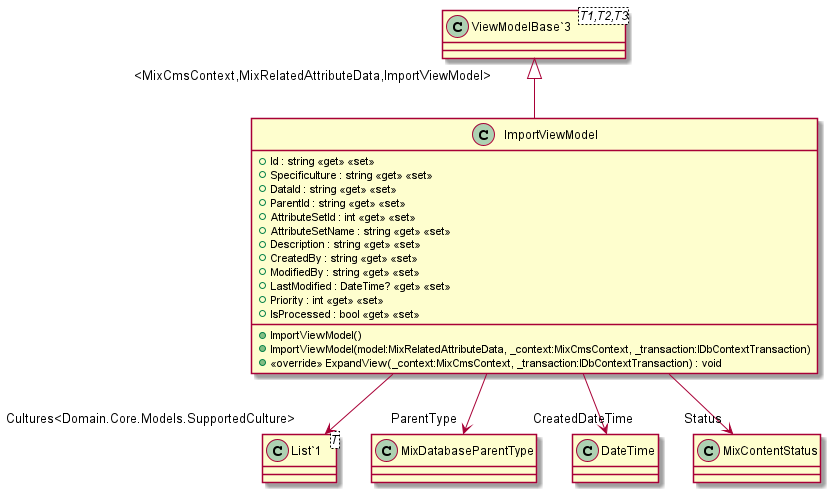 C ViewModelBase`3
T1,T2,T3
<MixCmsContext,MixRelatedAttributeData,ImportViewModel>
C ImportViewModel
Id : string «get» «set»
Specificulture : string «get» «set»
DataId : string «get» «set»
ParentId : string «get» «set»
AttributeSetId : int «get» «set»
AttributeSetName : string «get» «set»
Description : string «get» «set»
CreatedBy : string «get» «set»
ModifiedBy : string «get» «set»
LastModified : DateTime? «get» «set»
Priority : int «get» «set»
IsProcessed : bool «get» «set»
ImportViewModel()
ImportViewModel(model:MixRelatedAttributeData, _context:MixCmsContext, _transaction:IDbContextTransaction)
«override» ExpandView(_context:MixCmsContext, _transaction:IDbContextTransaction) : void
Cultures<Domain.Core.Models.SupportedCulture>
ParentType
CreatedDateTime
Status
C List`1
T
C MixDatabaseParentType
C DateTime
C MixContentStatus